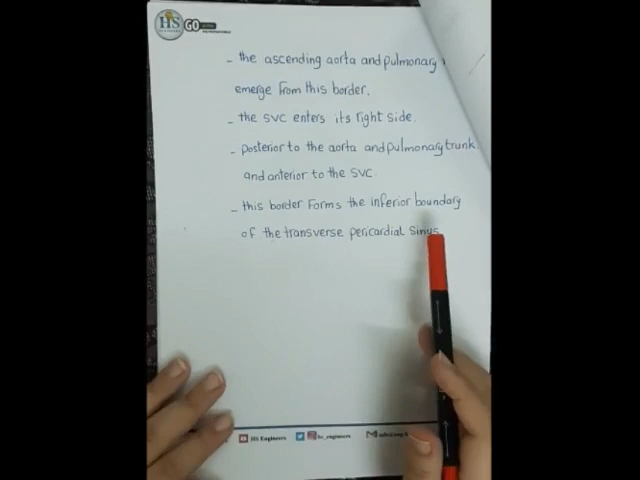 HS
GO
- the ascending aorta and pulmonary
emerge from this border.
- the SVC enters its right side.
- posterior to the aorta and pulmonary trunk
and anterior to the SVC.
- this border forms the inferior boundary
of the transverse pericardial sinus
HS Engineers
hs_engineers